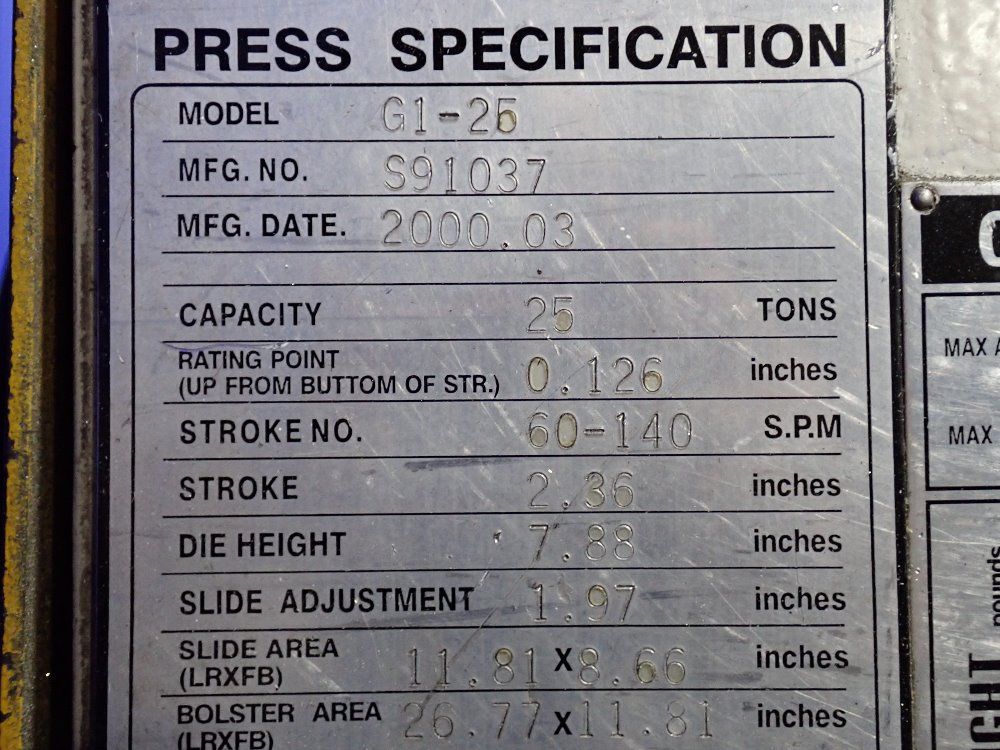 PRESS SPECIFICATION
MODEL G1-25
MFG. NO. S91037
MFG. DATE. 2000.03
CAPACITY 25 TONS
RATING POINT
(UP FROM BUTTOM OF STR.) 0.126 inches
STROKE NO. 60-140 S.P.M
STROKE 2.36 inches
DIE HEIGHT 7.88 inches
SLIDE ADJUSTMENT 1.97 inches
SLIDE AREA
(LRXFB) 11.81 X 8.66 inches
BOLSTER AREA
(LRXFB) 26.77 X 11.81 inches
MAX
MAX